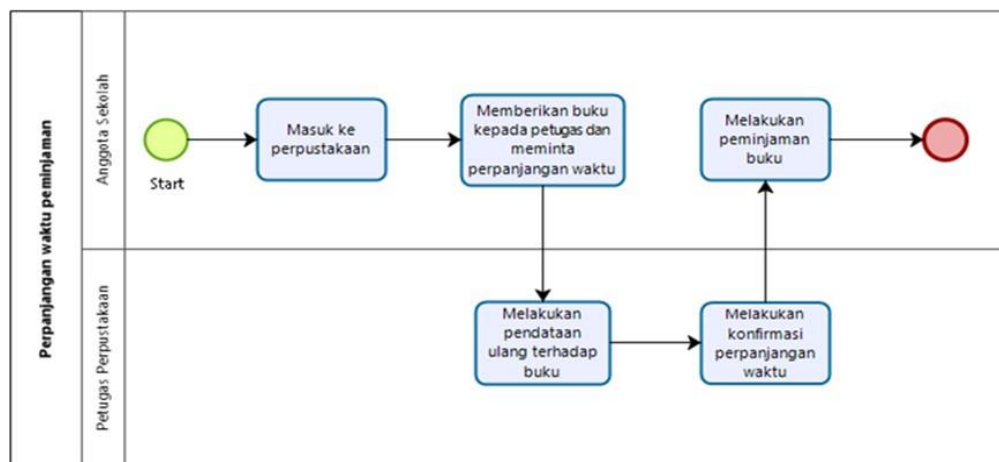 Perpanjangan waktu peminjaman
Anggota Sekolah
Start
Masuk ke
perpustakaan
Memberikan buku
kepada petugas dan
meminta
perpanjangan waktu
Melakukan
peminjaman
buku
Petugas Perpustakaan
Melakukan
pendataan
ulang terhadap
buku
Melakukan
konfirmasi
perpanjangan
waktu